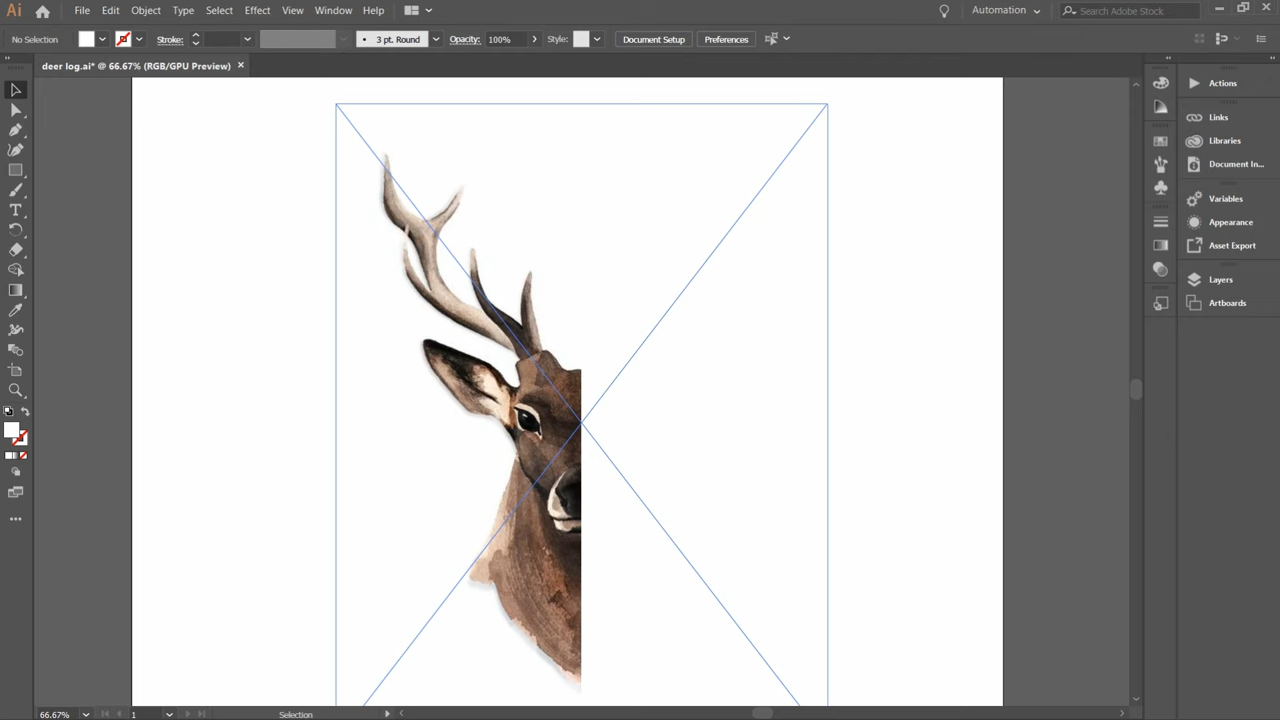 Ai File Edit Object Type Select Effect View Window Help Automation Search Adobe Stock
No Selection Stroke: 3 pt. Round Opacity: 100% Style: Document Setup Preferences
deer log.ai* @ 66.67% (RGB/GPU Preview) ×
Actions
Links
Libraries
Document In...
Variables
Appearance
Asset Export
Layers
Artboards
66.67% 1 Selection